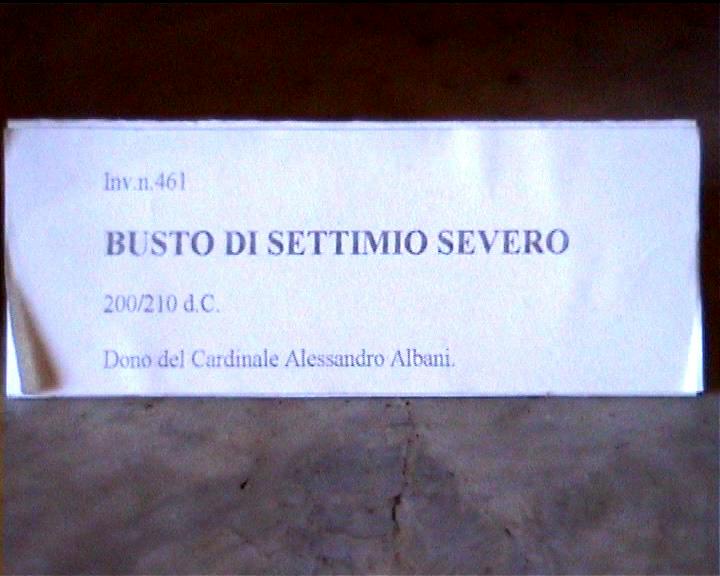 Inv.n.461
BUSTO DI SETTIMIO SEVERO
200/210 d.C.
Dono del Cardinale Alessandro Albani.